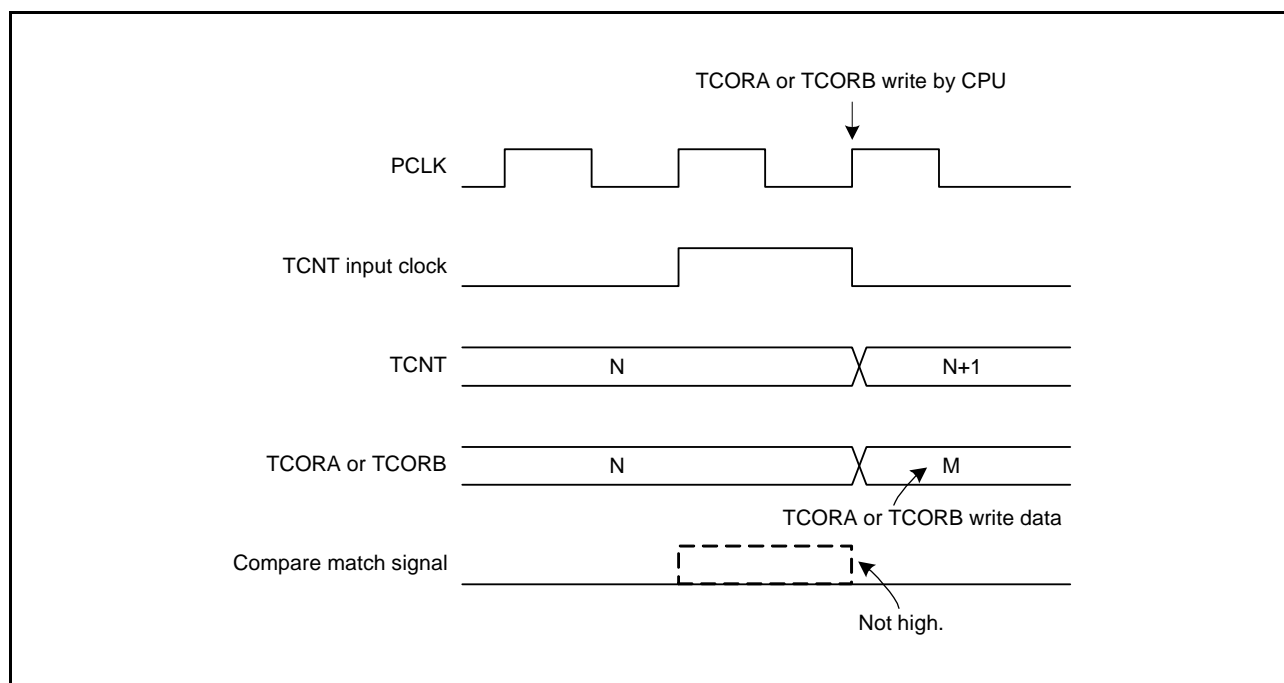 TCORA or TCORB write by CPU
PCLK
TCNT input clock
TCNT
N
N+1
TCORA or TCORB
N
M
TCORA or TCORB write data
Compare match signal
Not high.